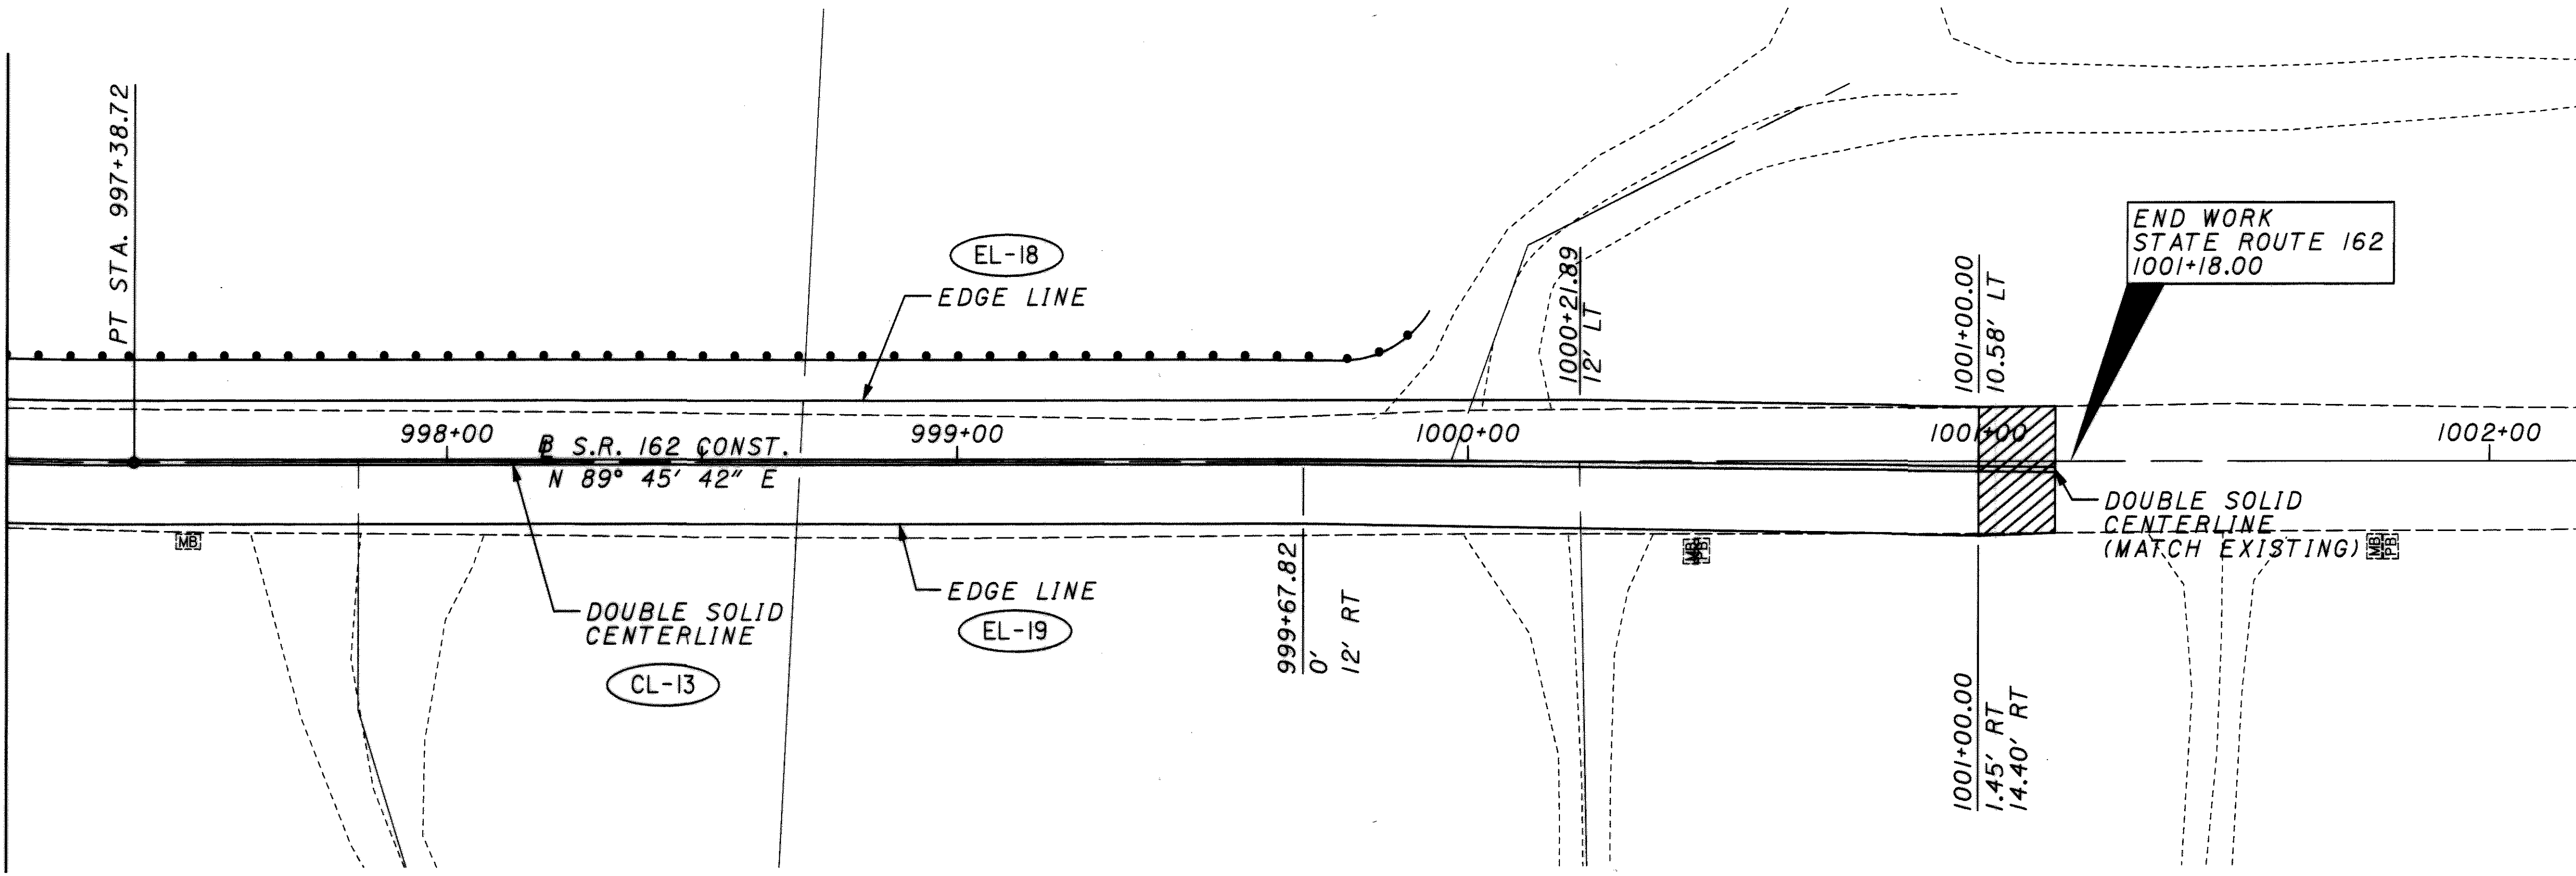 PT STA. 997+38.72
EL-18
EDGE LINE
1000+21.89
12' LT
1001+00.00
10.58' LT
END WORK
STATE ROUTE 162
1001+18.00
998+00
999+00
1000+00
1001+00
1002+00
℄ S.R. 162 CONST.
N 89° 45' 42" E
MB
DOUBLE SOLID
CENTERLINE
CL-13
EDGE LINE
EL-19
999+67.82
0'
12' RT
MB
PB
1001+00.00
1.45' RT
14.40' RT
DOUBLE SOLID
CENTERLINE
(MATCH EXISTING)
MB
PB